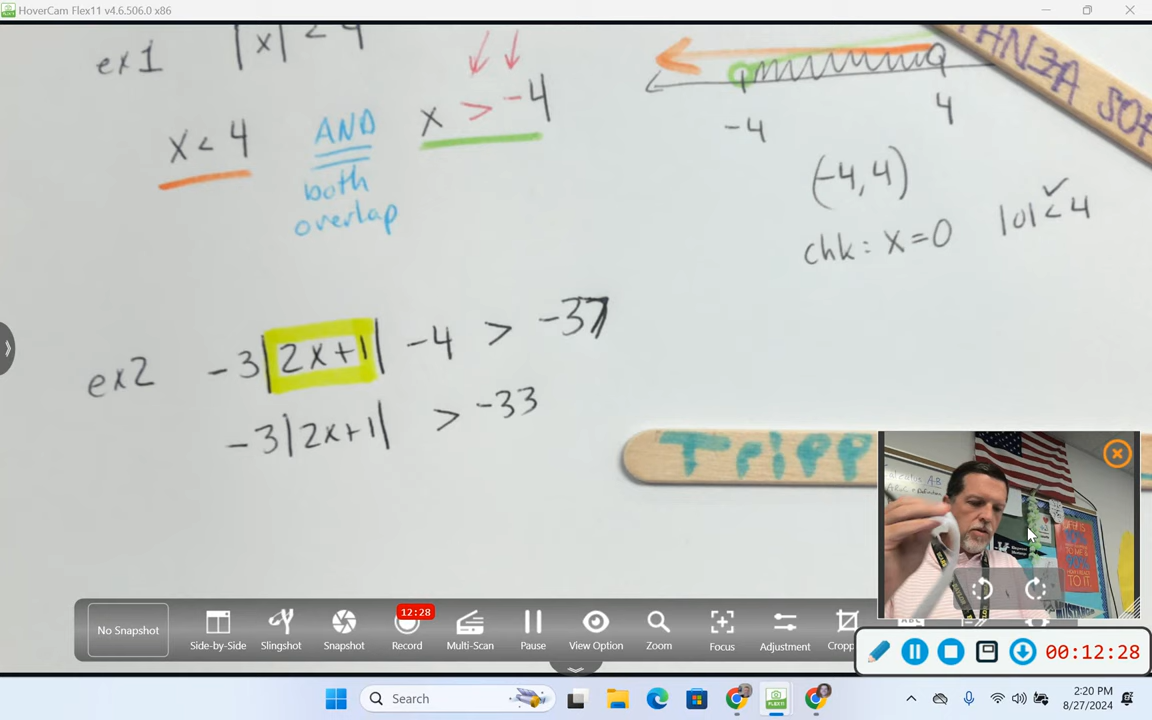 HoverCam Flex11 v4.6.506.0 x86
ex1 |x| < 4
x < 4 AND x > -4
both
overlap
-4 4
(-4,4)
chk: x=0 |0| < 4 ✓
ex2 -3|2x+1| -4 > -37
-3|2x+1| > -33
Tripp
No Snapshot
Side-by-Side
Slingshot
Snapshot
12:28
Record
Multi-Scan
Pause
View Option
Zoom
Focus
Adjustment
Cropp
00:12:28
Search
2:20 PM
8/27/2024